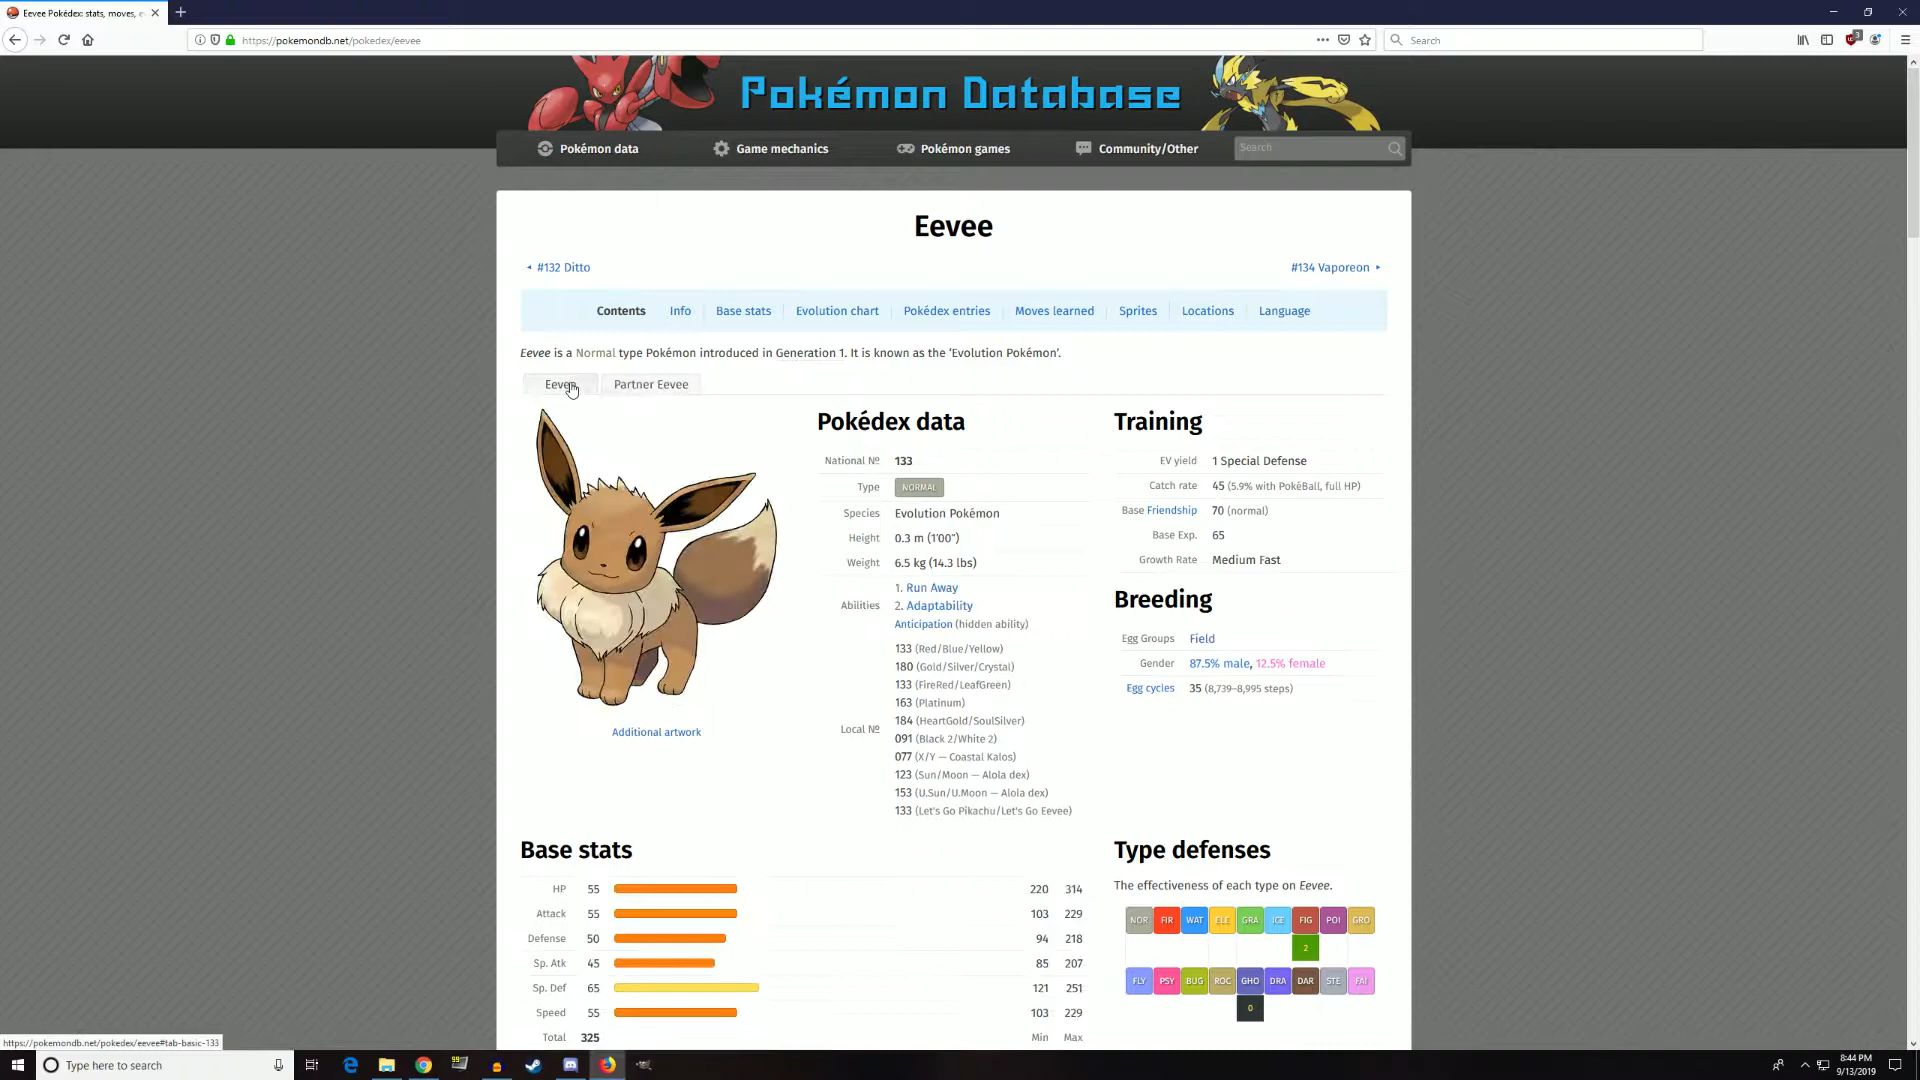 Eevee Pokédex: stats, moves, e
https://pokemondb.net/pokedex/eevee
Search
3
Pokémon Database
Pokémon data
Game mechanics
Pokémon games
Community/Other
Search
Eevee
#132 Ditto
#134 Vaporeon
Contents
Info
Base stats
Evolution chart
Pokédex entries
Moves learned
Sprites
Locations
Language
Eevee is a Normal type Pokémon introduced in Generation 1. It is known as the ‘Evolution Pokémon’.
Eevee
Partner Eevee
Additional artwork
Pokédex data
National № 133
Type NORMAL
Species Evolution Pokémon
Height 0.3 m (1′00″)
Weight 6.5 kg (14.3 lbs)
Abilities 1. Run Away
2. Adaptability
Anticipation (hidden ability)
Local № 133 (Red/Blue/Yellow)
180 (Gold/Silver/Crystal)
133 (FireRed/LeafGreen)
163 (Platinum)
184 (HeartGold/SoulSilver)
091 (Black 2/White 2)
077 (X/Y — Coastal Kalos)
123 (Sun/Moon — Alola dex)
153 (U.Sun/U.Moon — Alola dex)
133 (Let's Go Pikachu/Let's Go Eevee)
Training
EV yield 1 Special Defense
Catch rate 45 (5.9% with PokéBall, full HP)
Base Friendship 70 (normal)
Base Exp. 65
Growth Rate Medium Fast
Breeding
Egg Groups Field
Gender 87.5% male, 12.5% female
Egg cycles 35 (8,739–8,995 steps)
Base stats
HP 55 220 314
Attack 55 103 229
Defense 50 94 218
Sp. Atk 45 85 207
Sp. Def 65 121 251
Speed 55 103 229
Total 325 Min Max
Type defenses
The effectiveness of each type on Eevee.
NOR FIR WAT ELE GRA ICE FIG POI GRO
2
FLY PSY BUG ROC GHO DRA DAR STE FAI
0
https://pokemondb.net/pokedex/eevee#tab-basic-133
Type here to search
8:44 PM
9/13/2019